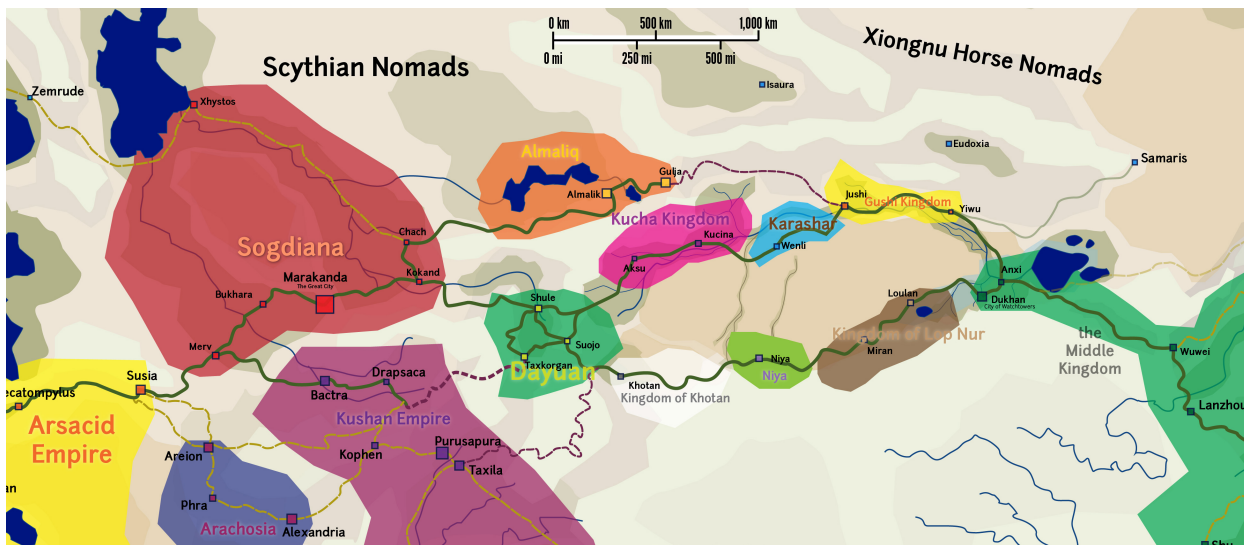 0 km 500 km 1,000 km
0 mi 250 mi 500 mi
Scythian Nomads
Xiongnu Horse Nomads
Zemrude
Xhystos
Isaura
Eudoxia
Samaris
Almaliq
Gulja
Almalik
Jushi
Gushi Kingdom
Yiwu
Kucha Kingdom
Karashar
Kucina
Wenli
Chach
Sogdiana
Aksu
Kokand
Marakanda
The Great City
Bukhara
Shule
Anxi
Loulan
Dukhan
City of Watchtowers
Merv
Suojo
Kingdom of Lop Nur
the
Middle
Kingdom
Miran
Wuwei
Taxkorgan
Dayuan
Niya
Niya
Khotan
Kingdom of Khotan
Susia
Drapsaca
Bactra
ecatompylus
Lanzhou
Arsacid
Empire
Kushan Empire
Purusapura
Areion
Kophen
Taxila
an
Phra
Arachosia
Alexandria
Shu